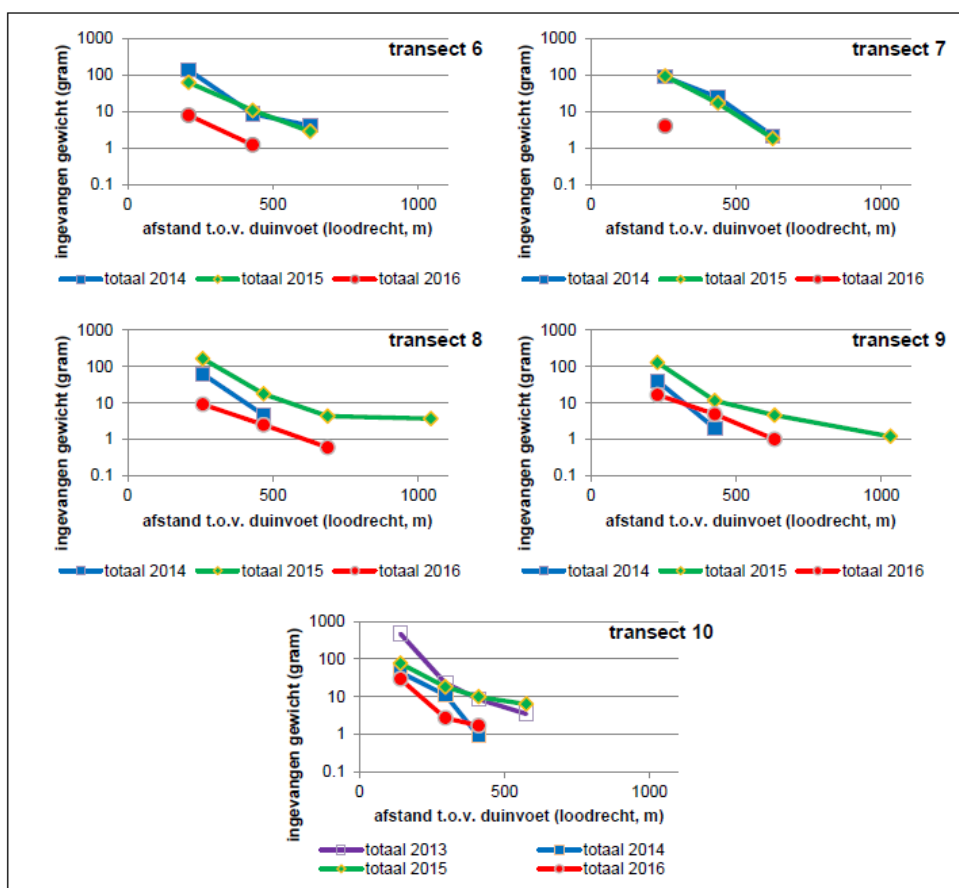 transect 6
ingevangen gewicht (gram)
1000
100
10
1
0.1
0
500
1000
afstand t.o.v. duinvoet (loodrecht, m)
totaal 2014
totaal 2015
totaal 2016
transect 7
ingevangen gewicht (gram)
1000
100
10
1
0.1
0
500
1000
afstand t.o.v. duinvoet (loodrecht, m)
totaal 2014
totaal 2015
totaal 2016
transect 8
ingevangen gewicht (gram)
1000
100
10
1
0.1
0
500
1000
afstand t.o.v. duinvoet (loodrecht, m)
totaal 2014
totaal 2015
totaal 2016
transect 9
ingevangen gewicht (gram)
1000
100
10
1
0.1
0
500
1000
afstand t.o.v. duinvoet (loodrecht, m)
totaal 2014
totaal 2015
totaal 2016
transect 10
ingevangen gewicht (gram)
1000
100
10
1
0.1
0
500
1000
afstand t.o.v. duinvoet (loodrecht, m)
totaal 2013
totaal 2014
totaal 2015
totaal 2016